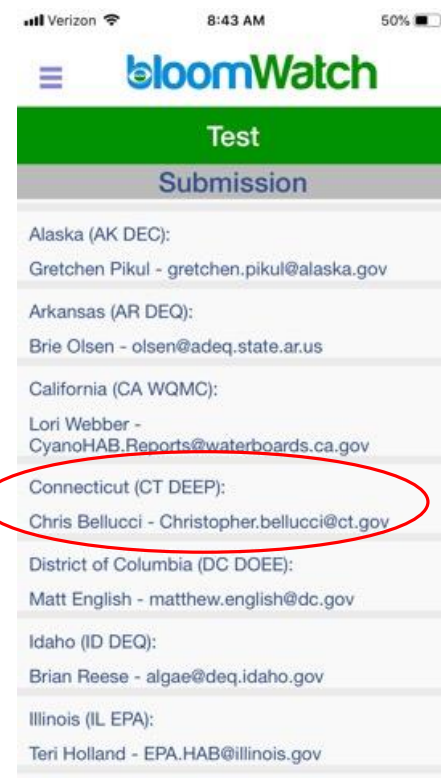 Verizon 8:43 AM 50%
bloomWatch
Test
Submission
Alaska (AK DEC):
Gretchen Pikul - gretchen.pikul@alaska.gov
Arkansas (AR DEQ):
Brie Olsen - olsen@adeq.state.ar.us
California (CA WQMC):
Lori Webber -
CyanoHAB.Reports@waterboards.ca.gov
Connecticut (CT DEEP):
Chris Bellucci - Christopher.bellucci@ct.gov
District of Columbia (DC DOEE):
Matt English - matthew.english@dc.gov
Idaho (ID DEQ):
Brian Reese - algae@deq.idaho.gov
Illinois (IL EPA):
Teri Holland - EPA.HAB@illinois.gov